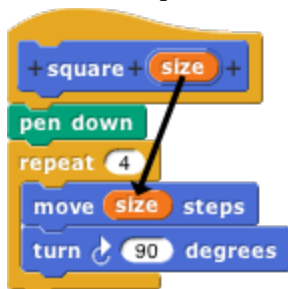 + square + size +
pen down
repeat 4
move size steps
turn 90 degrees